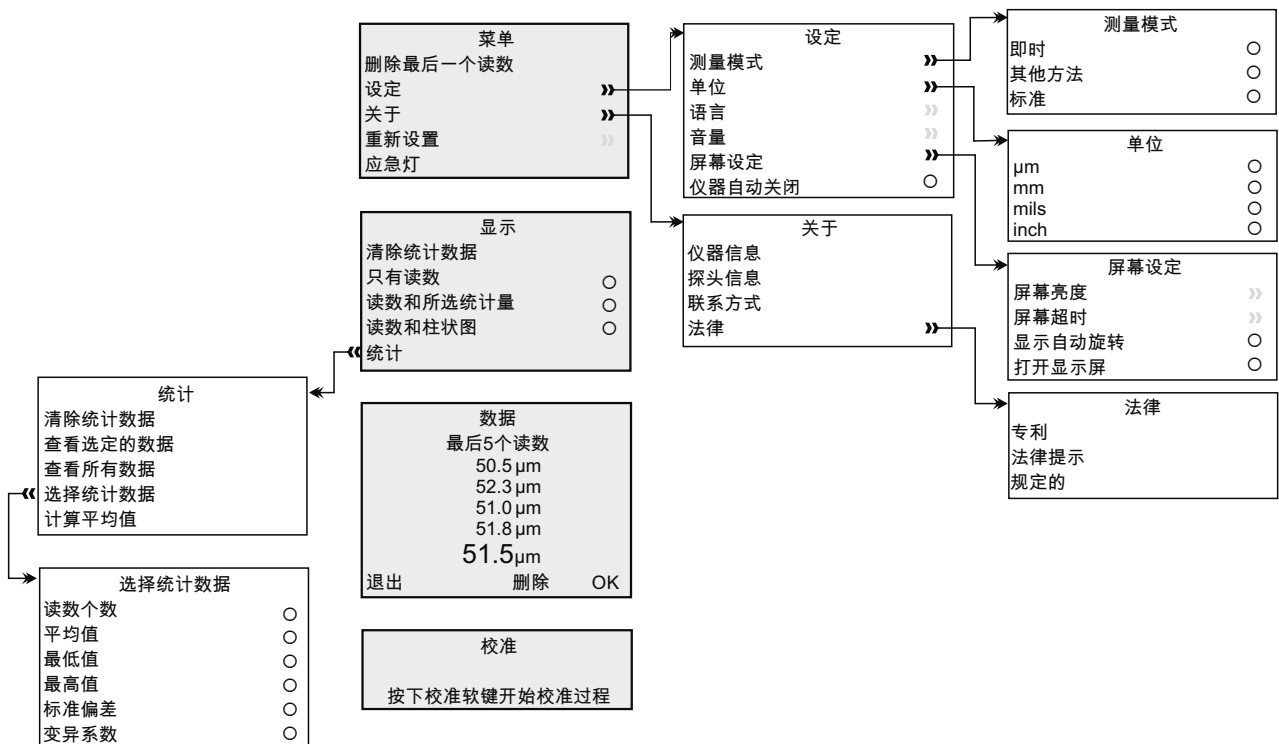 菜单
删除最后一个读数
设定
关于
重新设置
应急灯
设定
测量模式
单位
语言
音量
屏幕设定
仪器自动关闭
测量模式
即时
其他方法
标准
单位
µm
mm
mils
inch
屏幕设定
屏幕亮度
屏幕超时
显示自动旋转
打开显示屏
关于
仪器信息
探头信息
联系方式
法律
法律
专利
法律提示
规定的
显示
清除统计数据
只有读数
读数和所选统计量
读数和柱状图
统计
统计
清除统计数据
查看选定的数据
查看所有数据
选择统计数据
计算平均值
选择统计数据
读数个数
平均值
最低值
最高值
标准偏差
变异系数
数据
最后5个读数
50.5 µm
52.3 µm
51.0 µm
51.8 µm
51.5µm
退出 删除 OK
校准
按下校准软键开始校准过程